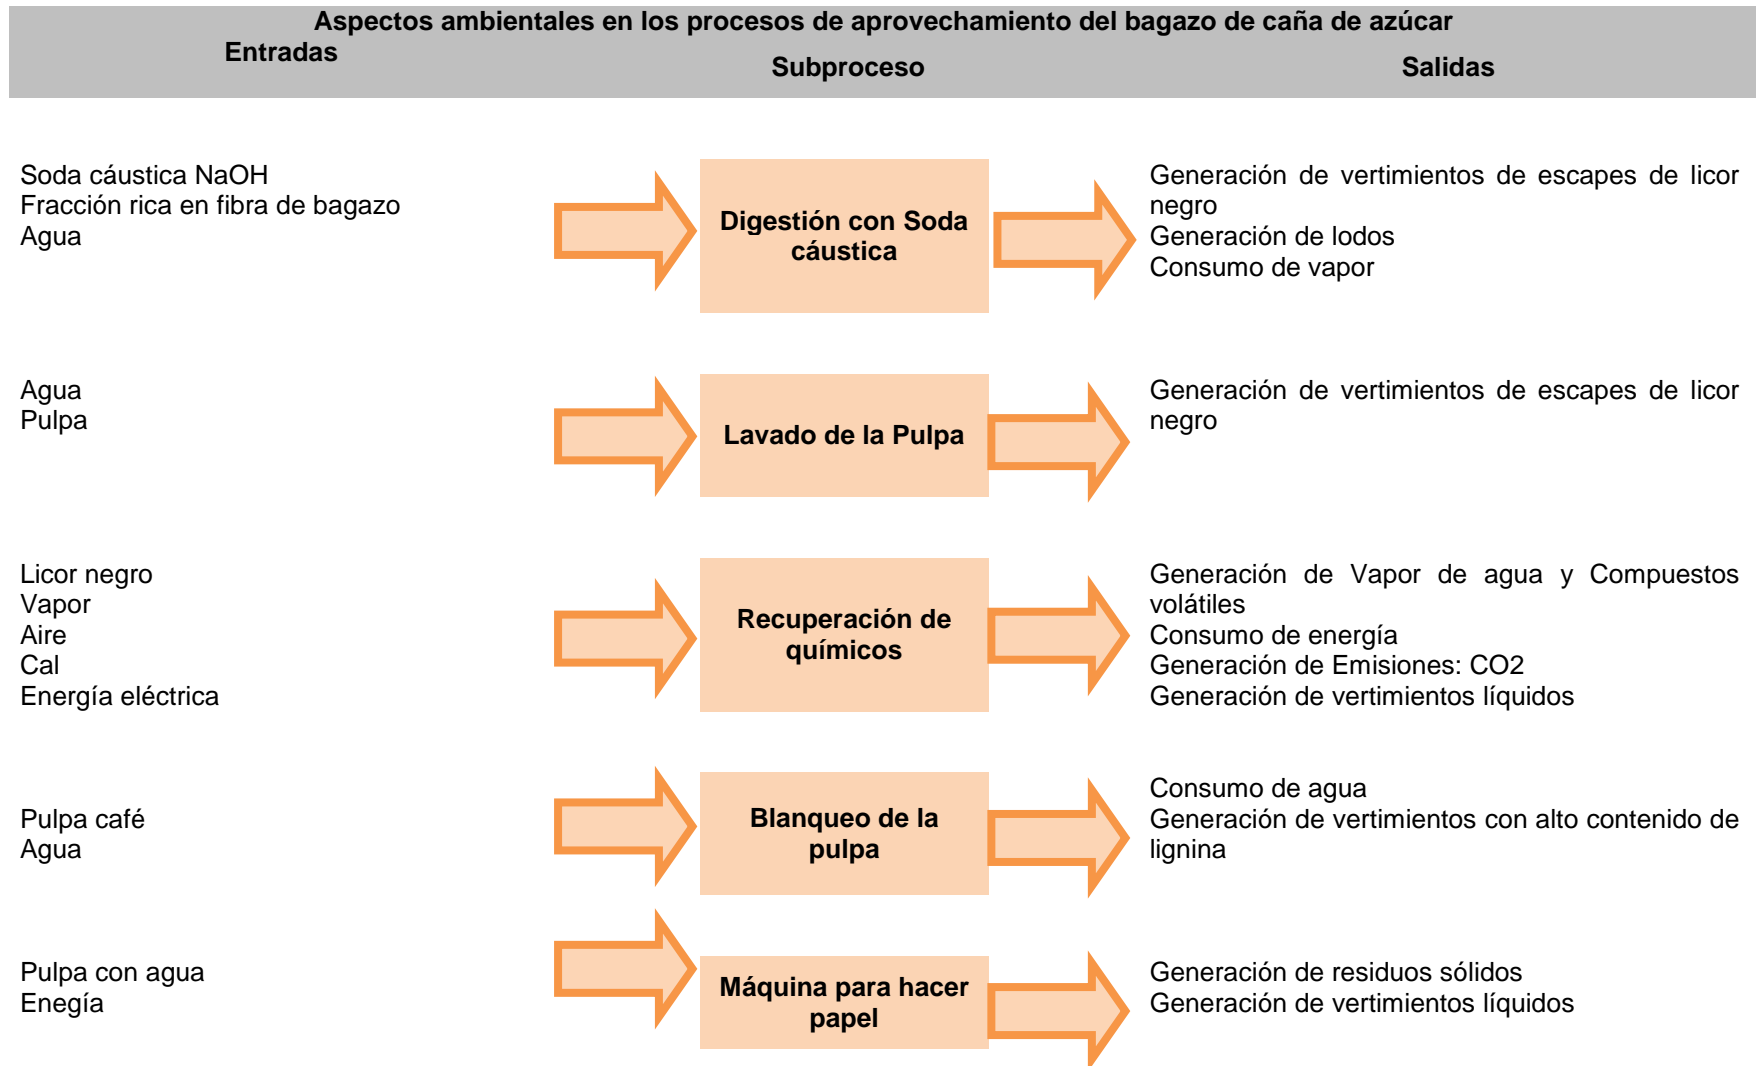 Aspectos ambientales en los procesos de aprovechamiento del bagazo de caña de azúcar
Entradas
Subproceso
Salidas
Soda cáustica NaOH
Fracción rica en fibra de bagazo
Agua
Digestión con Soda
cáustica
Generación de vertimientos de escapes de licor
negro
Generación de lodos
Consumo de vapor
Agua
Pulpa
Lavado de la Pulpa
Generación de vertimientos de escapes de licor
negro
Licor negro
Vapor
Aire
Cal
Energía eléctrica
Recuperación de
químicos
Generación de Vapor de agua y Compuestos
volátiles
Consumo de energía
Generación de Emisiones: CO2
Generación de vertimientos líquidos
Pulpa café
Agua
Blanqueo de la
pulpa
Consumo de agua
Generación de vertimientos con alto contenido de
lignina
Pulpa con agua
Enegía
Máquina para hacer
papel
Generación de residuos sólidos
Generación de vertimientos líquidos